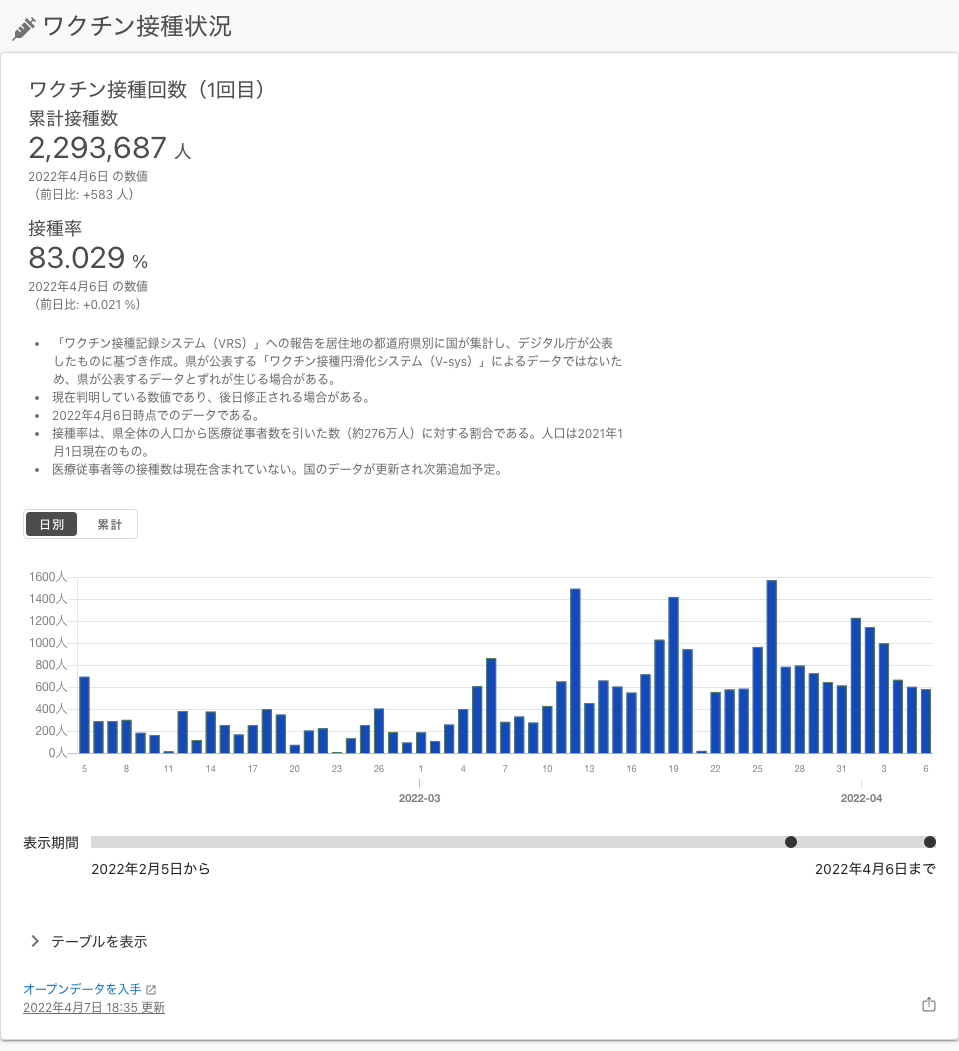 ワクチン接種状況
ワクチン接種回数（1回目）
累計接種数
2,293,687 人
2022年4月6日 の数値
（前日比: +583 人）
接種率
83.029 %
2022年4月6日 の数値
（前日比: +0.021 %）
• 「ワクチン接種記録システム（VRS）」への報告を居住地の都道府県別に国が集計し、デジタル庁が公表
したものに基づき作成。県が公表する「ワクチン接種円滑化システム（V-sys）」によるデータではないた
め、県が公表するデータとずれが生じる場合がある。
• 現在判明している数値であり、後日修正される場合がある。
• 2022年4月6日時点でのデータである。
• 接種率は、県全体の人口から医療従事者数を引いた数（約276万人）に対する割合である。人口は2021年1
月1日現在のもの。
• 医療従事者等の接種数は現在含まれていない。国のデータが更新され次第追加予定。
日別 累計
1600人
1400人
1200人
1000人
800人
600人
400人
200人
0人
5 8 11 14 17 20 23 26 1 4 7 10 13 16 19 22 25 28 31 3 6
2022-03 2022-04
表示期間
2022年2月5日から 2022年4月6日まで
テーブルを表示
オープンデータを入手
2022年4月7日 18:35 更新